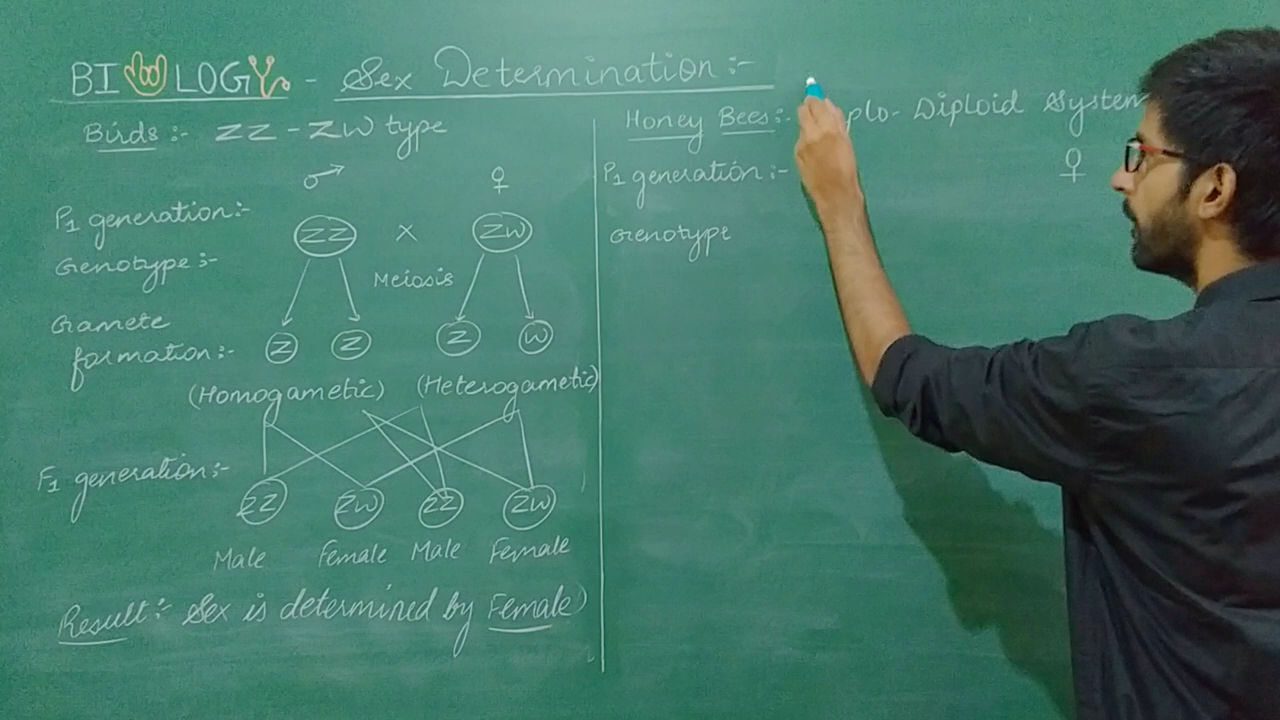 BIOLOGY - Sex Determination :-
Birds :- ZZ - ZW type
♂ ♀
P1 generation:- ZZ x ZW
Genotype :-
Meiosis
Gamete
formation:- Z Z Z W
(Homogametic) (Heterogametic)
F1 generation:-
ZZ ZW ZZ ZW
Male Female Male Female
Result:- Sex is determined by Female)
Honey Bees:- plo- Diploid System
P1 generation :- ♀
Genotype